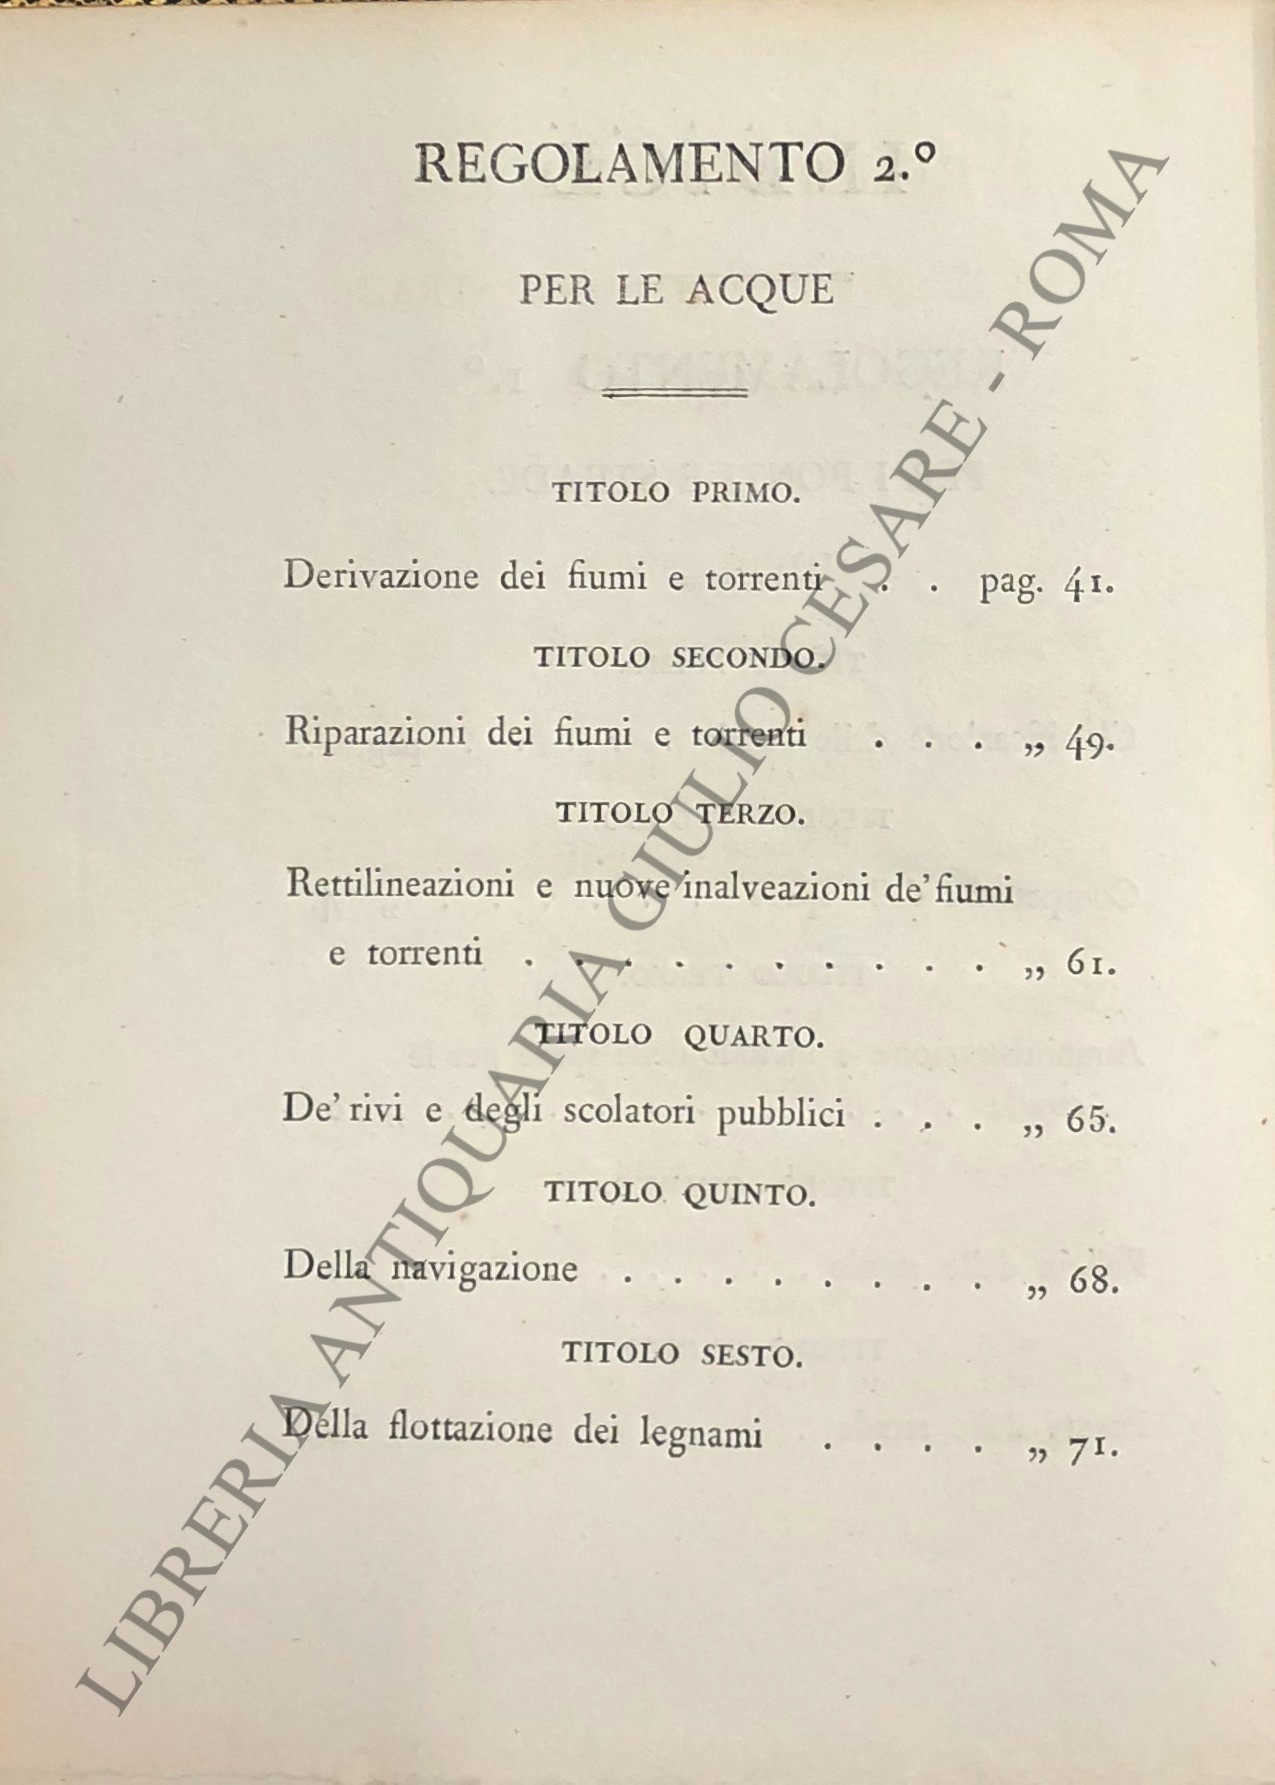 REGOLAMENTO 2.º
PER LE ACQUE
TITOLO PRIMO.
Derivazione dei fiumi e torrenti . . pag. 41.
TITOLO SECONDO.
Riparazioni dei fiumi e torrenti . . . „ 49.
TITOLO TERZO.
Rettilineazioni e nuove inalveazioni de' fiumi
e torrenti . . . . . . . . . . „ 61.
TITOLO QUARTO.
De' rivi e degli scolatori pubblici . . . „ 65.
TITOLO QUINTO.
Della navigazione . . . . . . . . „ 68.
TITOLO SESTO.
Della flottazione dei legnami . . . . „ 71.
LIBRERIA ANTIQUARIA GIULIO CESARE - ROMA